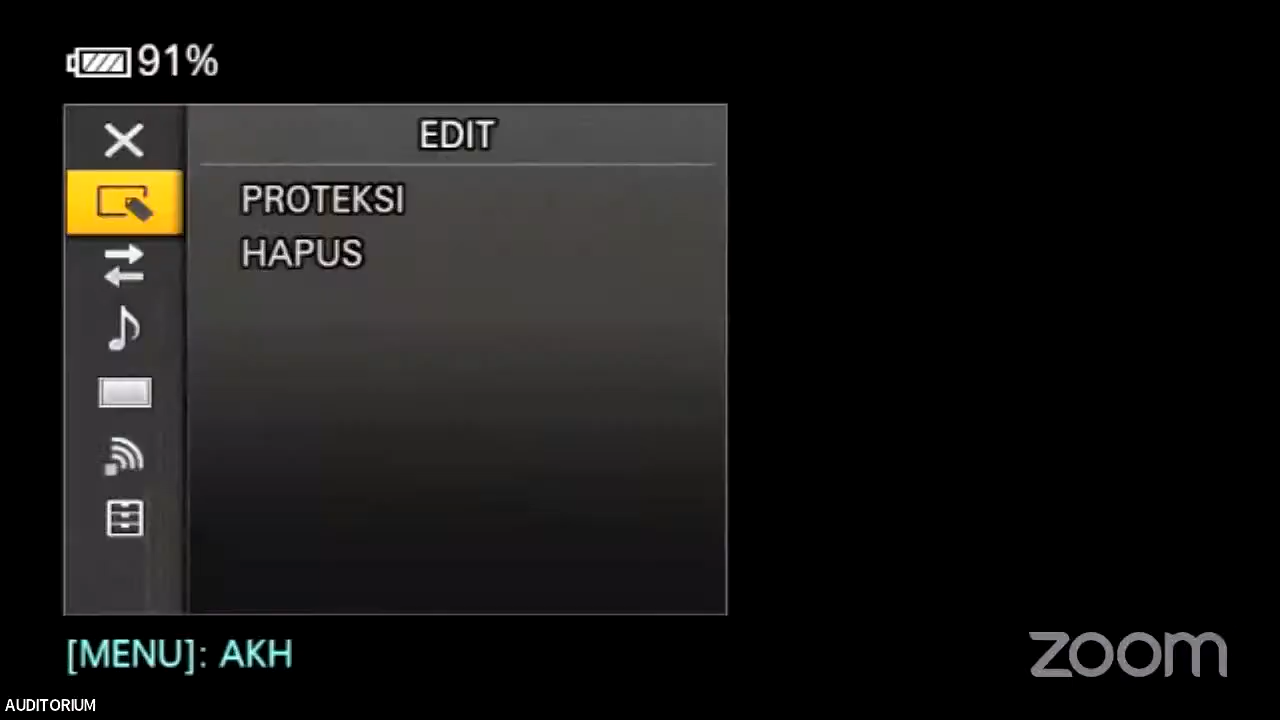 91%
EDIT
PROTEKSI
HAPUS
[MENU]: AKH
zoom
AUDITORIUM